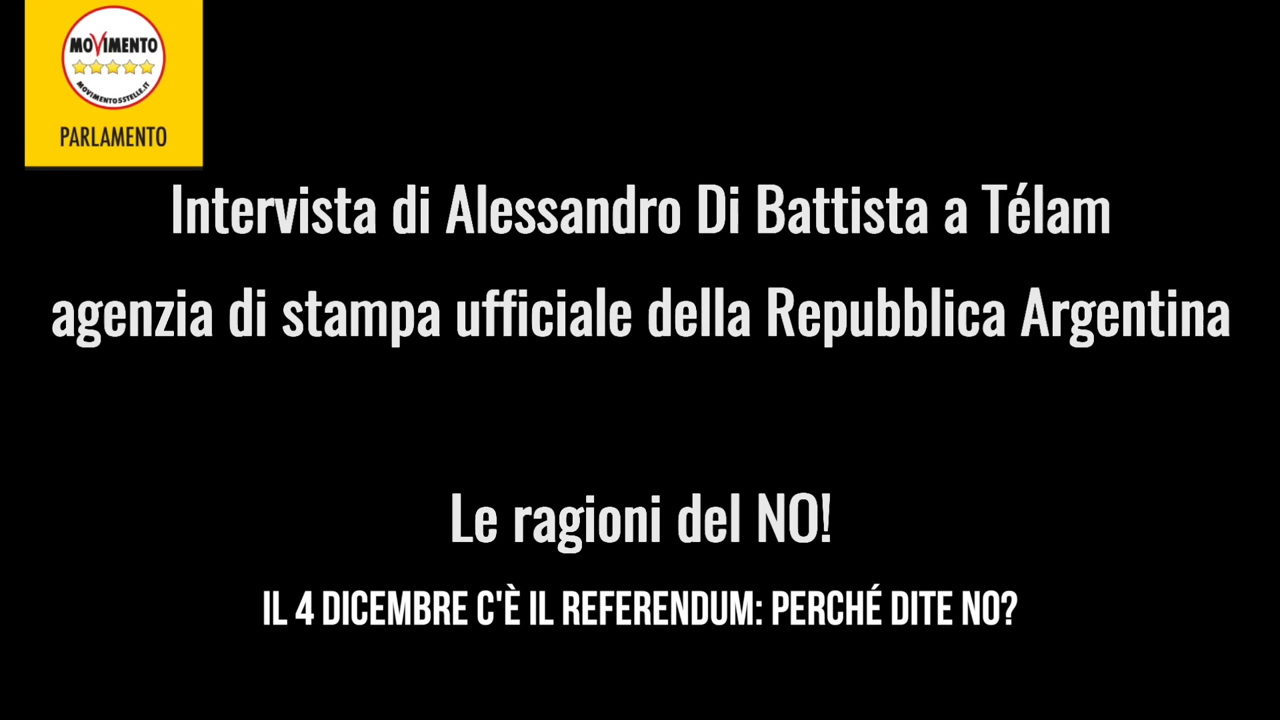 MOVIMENTO
MOVIMENTO5STELLE.IT
PARLAMENTO
Intervista di Alessandro Di Battista a Télam
agenzia di stampa ufficiale della Repubblica Argentina
Le ragioni del NO!
IL 4 DICEMBRE C'È IL REFERENDUM: PERCHÉ DITE NO?